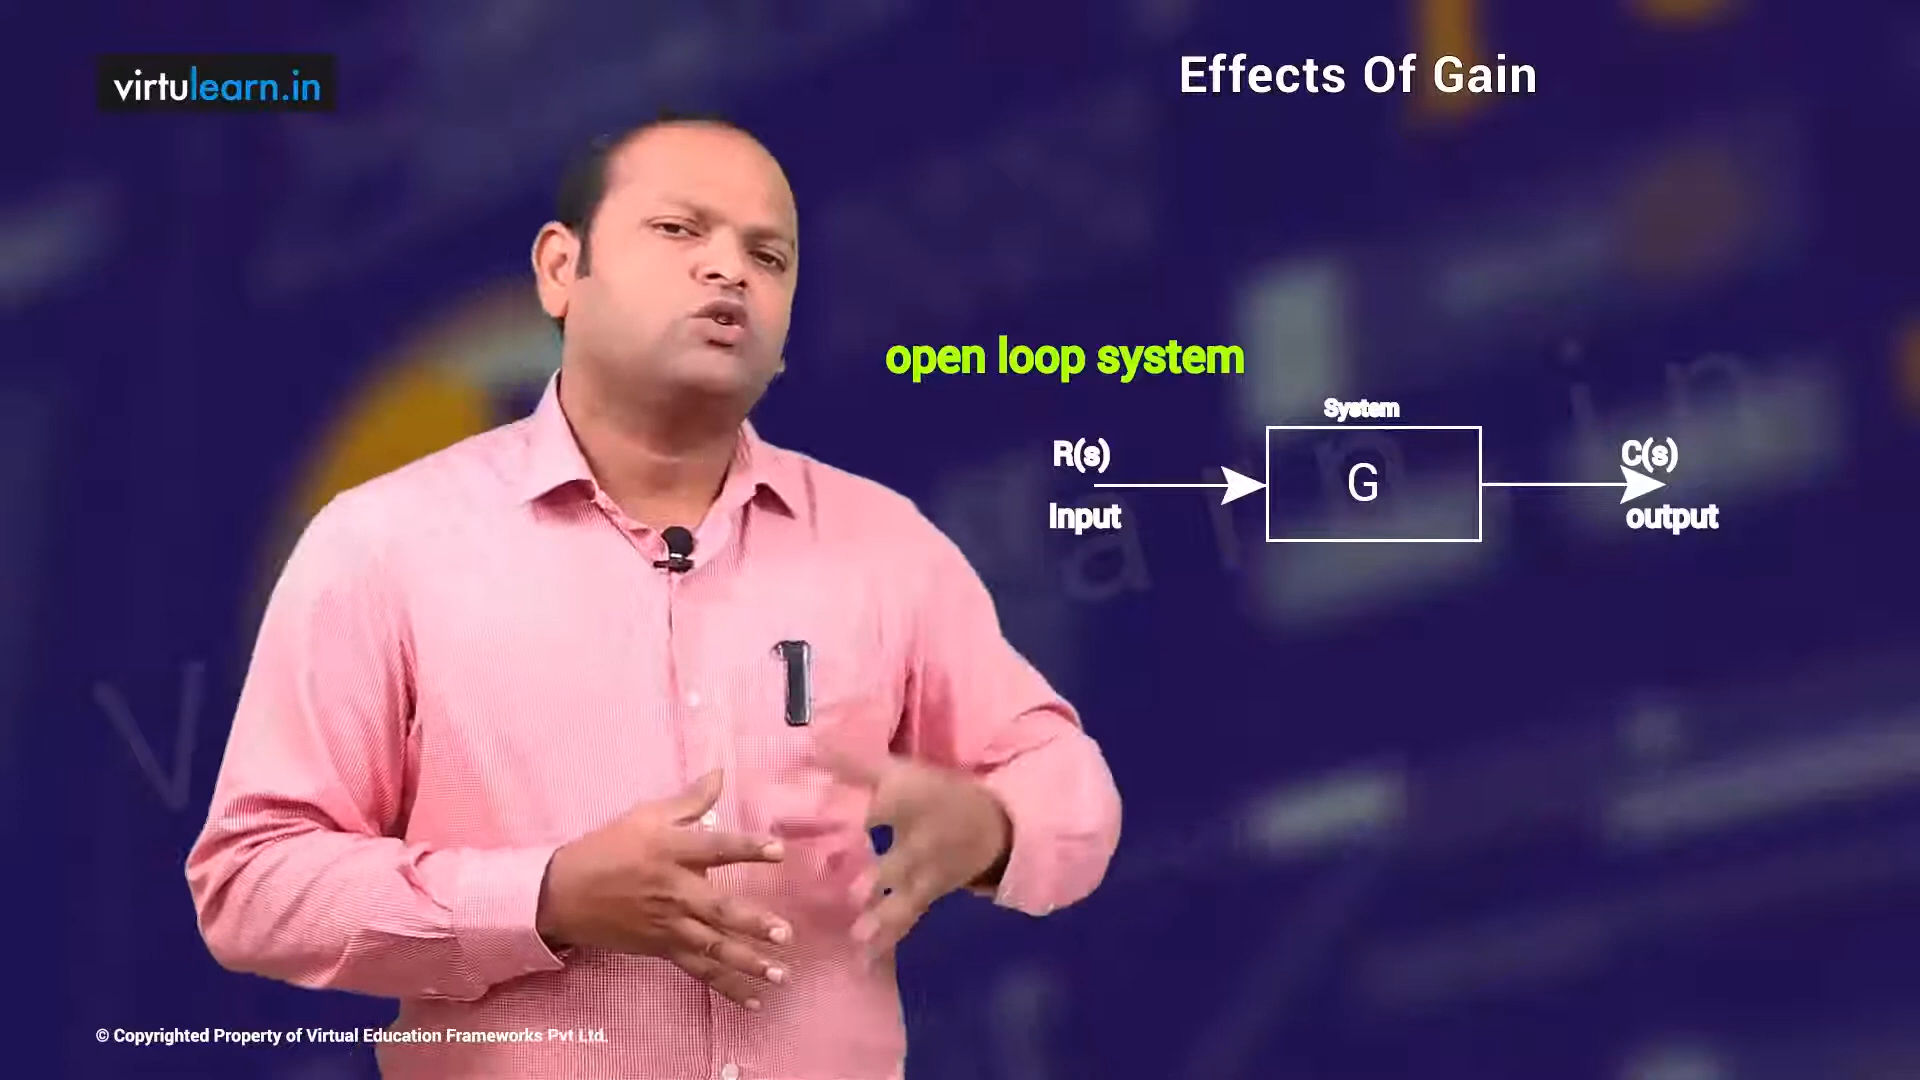 virtulearn.in
Effects Of Gain
open loop system
System
R(s)
G
C(s)
Input
output
© Copyrighted Property of Virtual Education Frameworks Pvt Ltd.